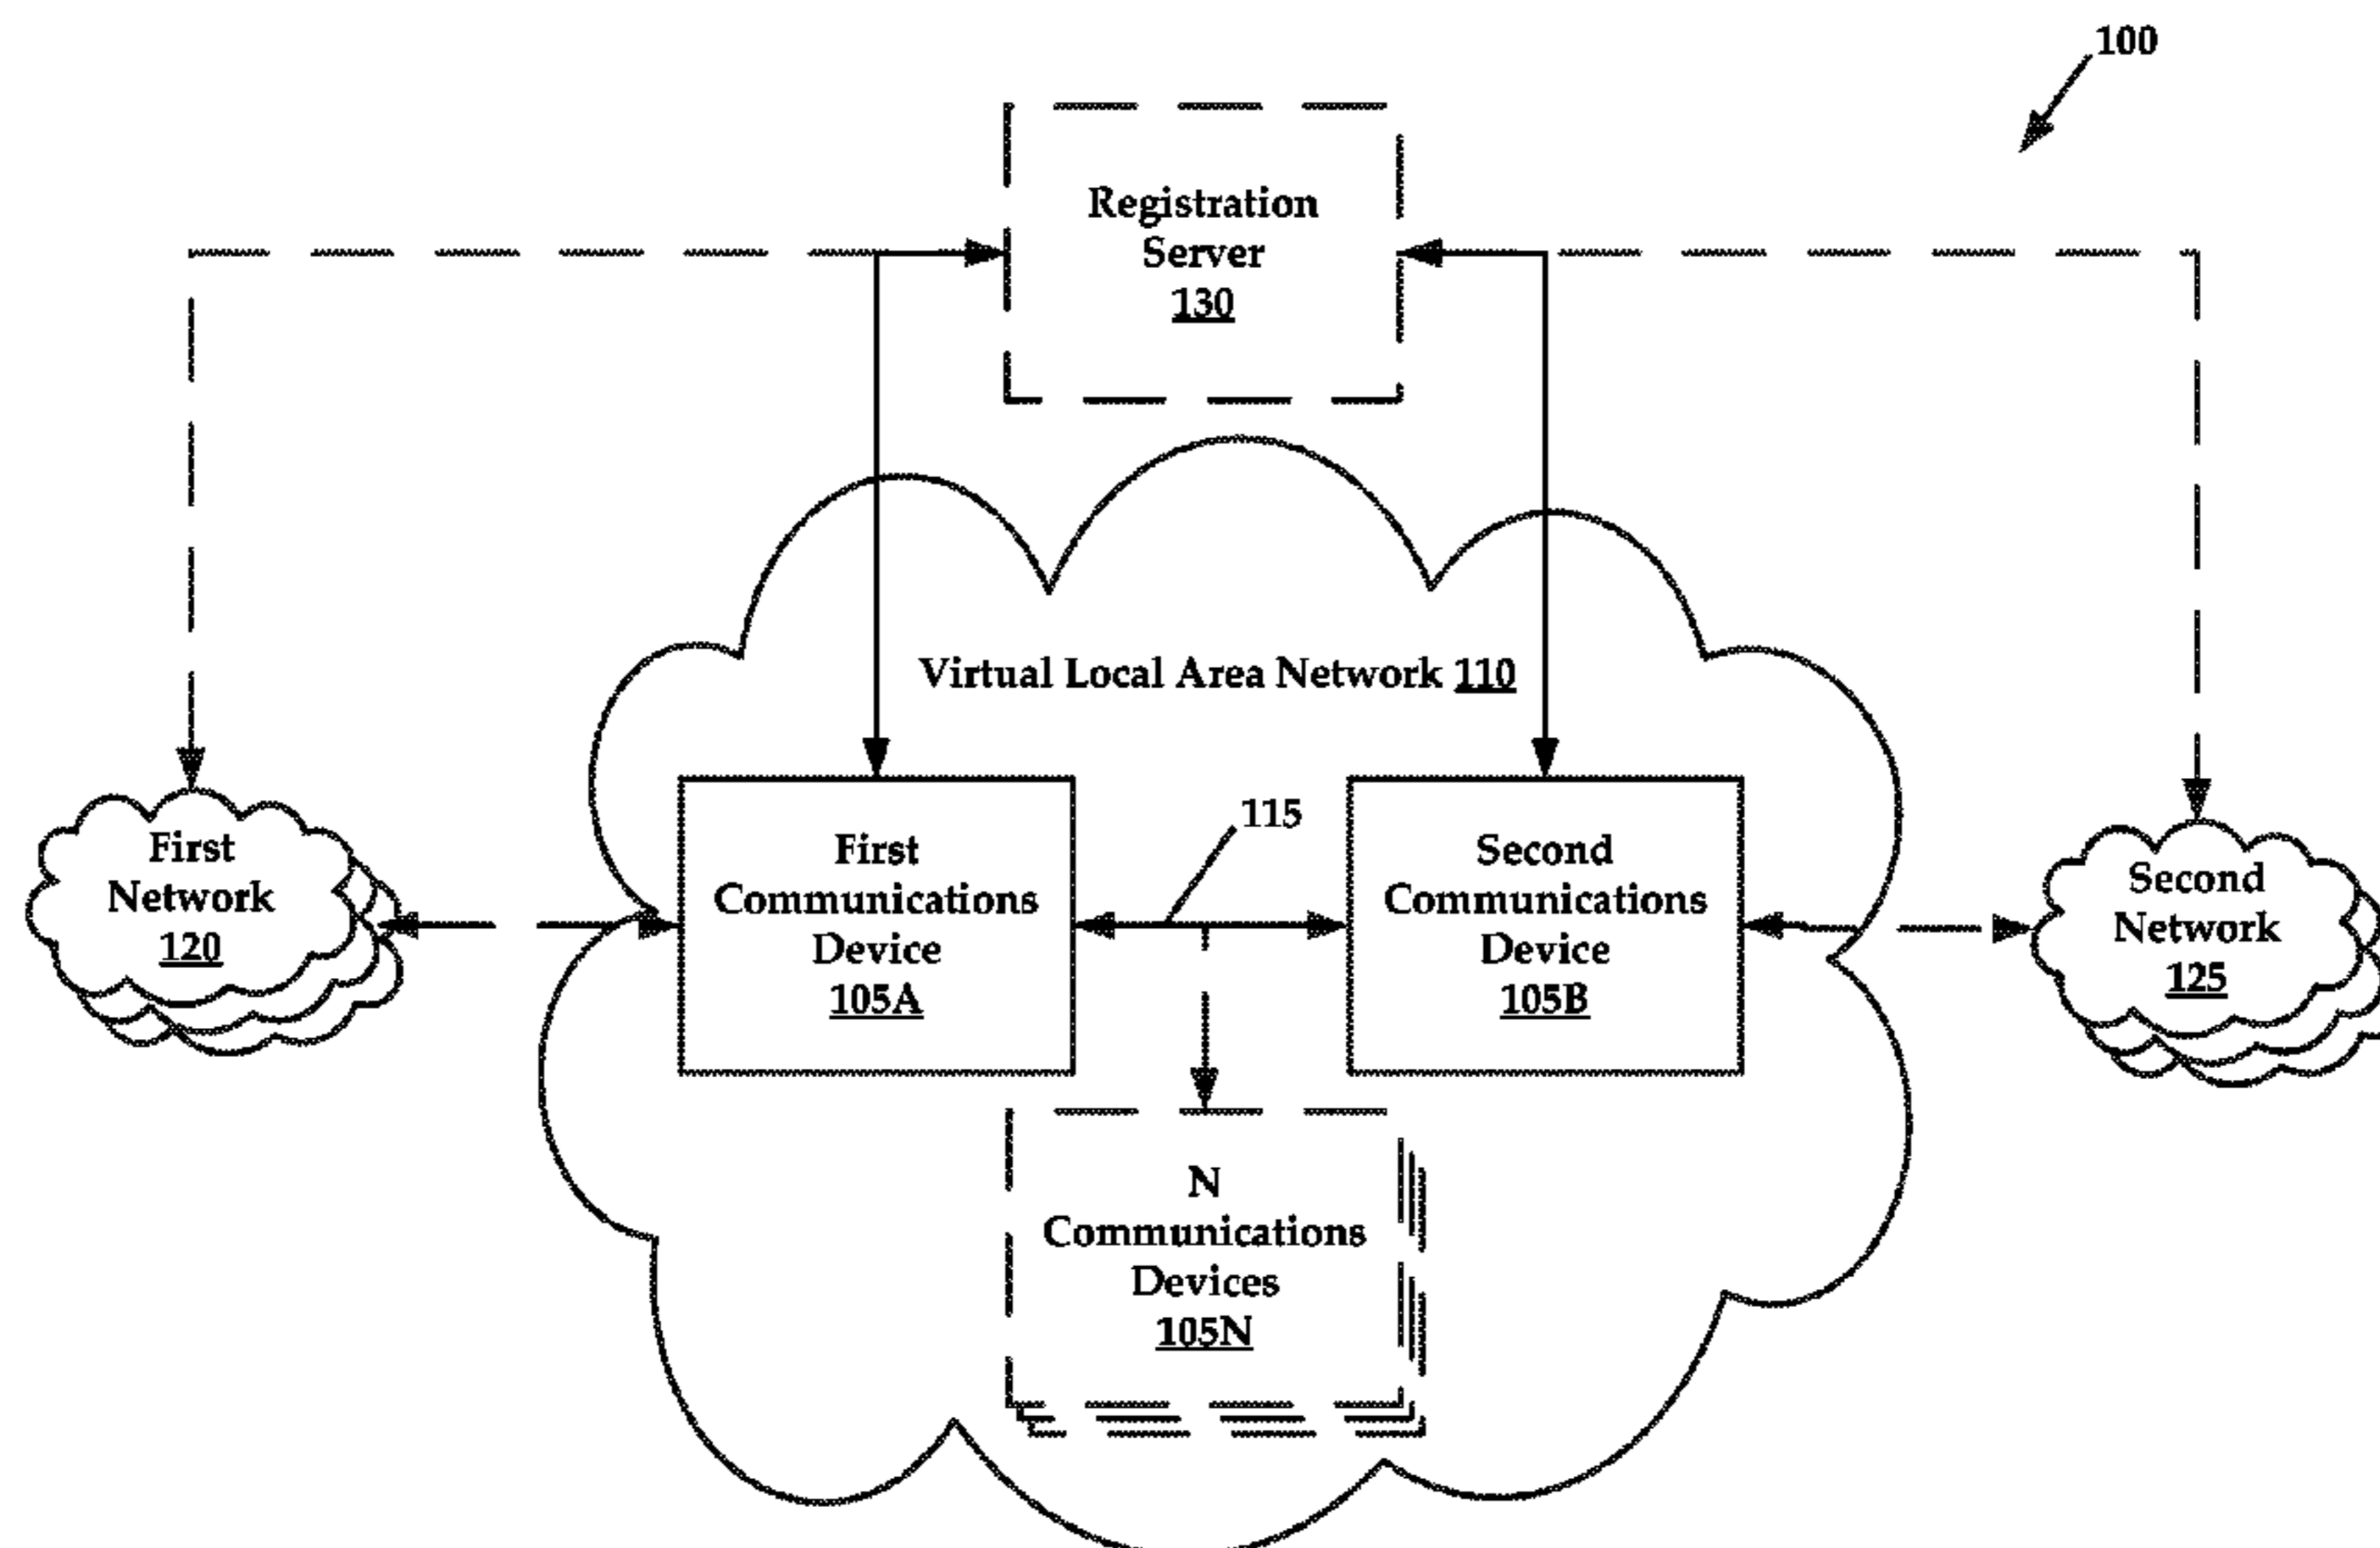 100
Registration
Server
130
Virtual Local Area Network 110
115
First
Network
120
First
Communications
Device
105A
Second
Communications
Device
105B
Second
Network
125
N
Communications
Devices
105N